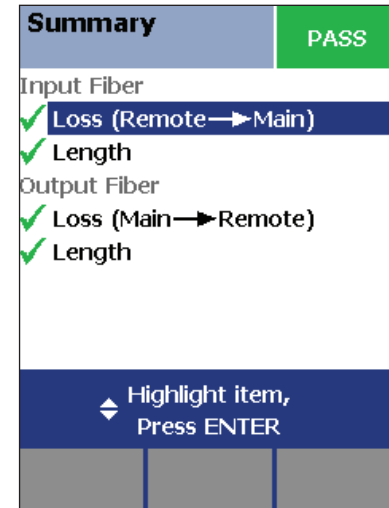 Summary
PASS
Input Fiber
Loss (Remote→Main)
Length
Output Fiber
Loss (Main→Remote)
Length
Highlight item,
Press ENTER